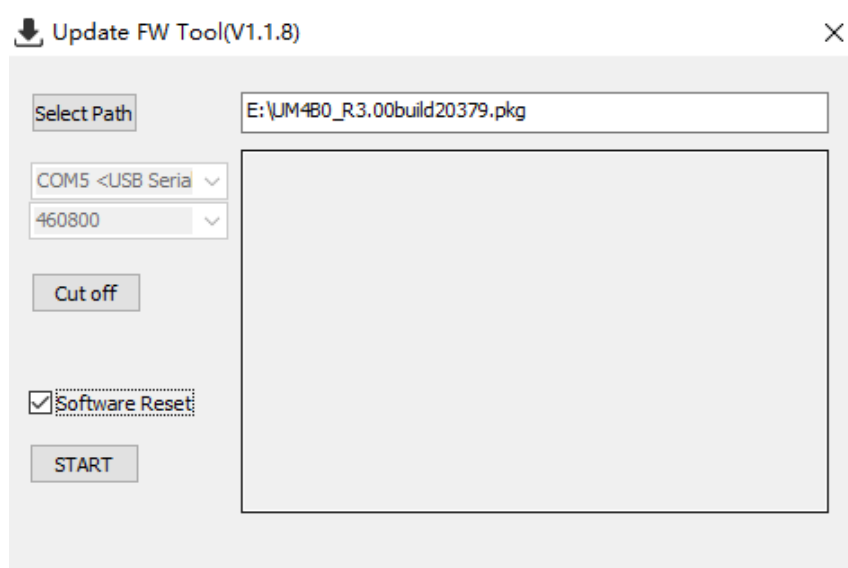 Update FW Tool(V1.1.8)
Select Path
E:\UM4B0_R3.00build20379.pkg
COM5 <USB Seria
460800
Cut off
Software Reset
START